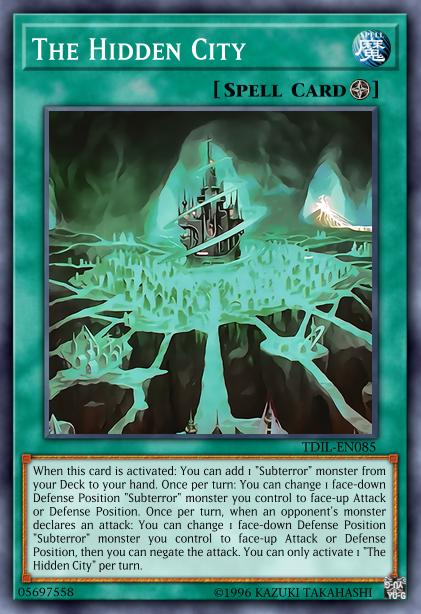 THE HIDDEN CITY
SPELL
魔
[SPELL CARD]
TDIL-EN085
When this card is activated: You can add 1 "Subterror" monster from
your Deck to your hand. Once per turn: You can change 1 face-down
Defense Position "Subterror" monster you control to face-up Attack
or Defense Position. Once per turn, when an opponent's monster
declares an attack: You can change 1 face-down Defense Position
"Subterror" monster you control to face-up Attack or Defense
Position, then you can negate the attack. You can only activate 1 "The
Hidden City" per turn.
05697558
©1996 KAZUKI TAKAHASHI